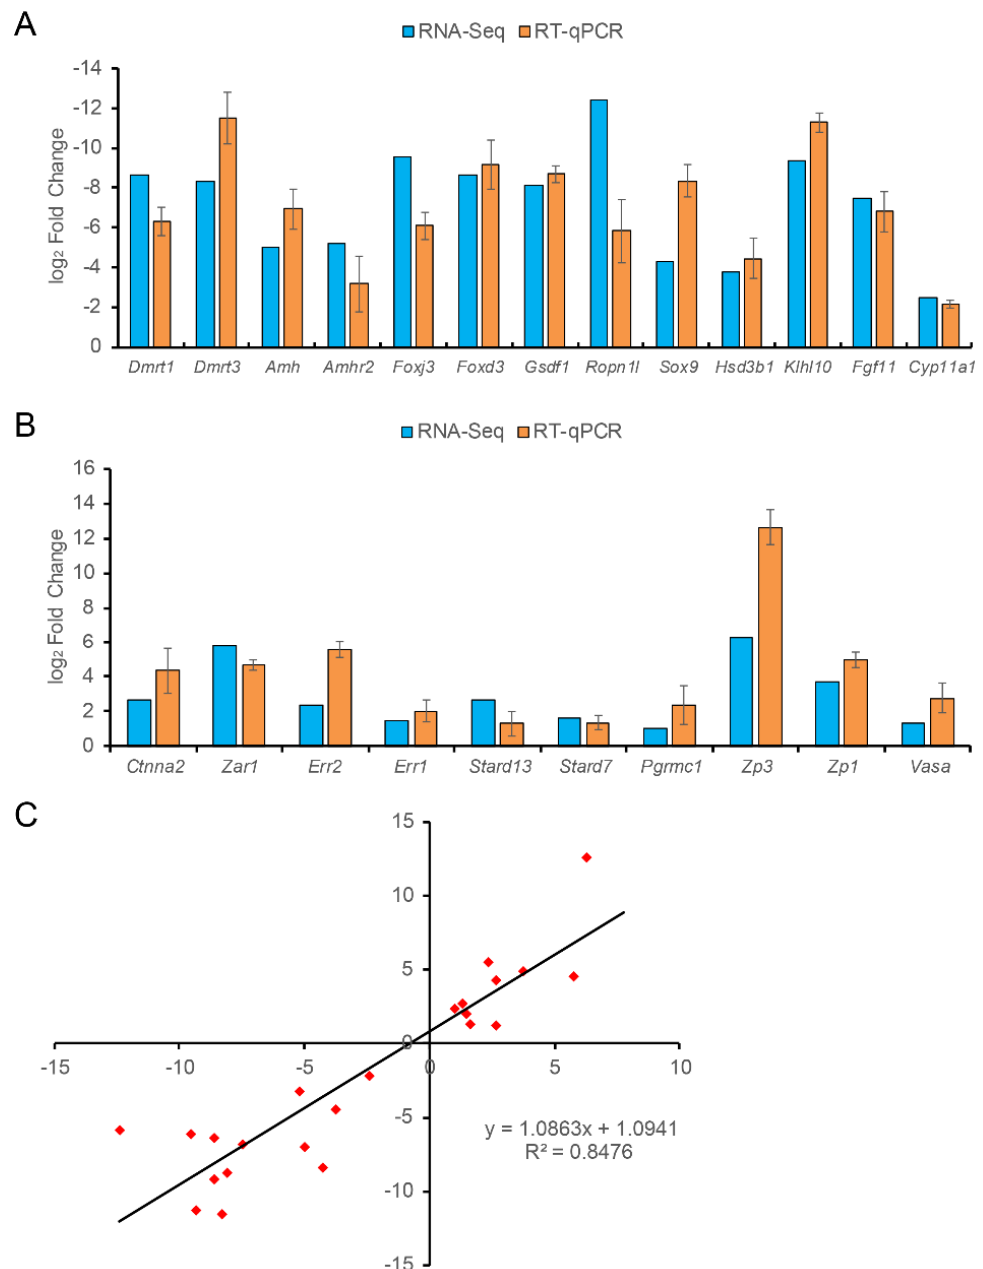 A
RNA-Seq RT-qPCR
log₂ Fold Change
-14
-12
-10
-8
-6
-4
-2
0
Dmrt1 Dmrt3 Amh Amhr2 Foxj3 Foxd3 Gsdf1 Ropn1l Sox9 Hsd3b1 Klhl10 Fgf11 Cyp11a1
B
RNA-Seq RT-qPCR
log₂ Fold Change
16
14
12
10
8
6
4
2
0
Ctnna2 Zar1 Err2 Err1 Stard13 Stard7 Pgrmc1 Zp3 Zp1 Vasa
C
15
10
5
0
-15 -10 -5 0 5 10
-5
y = 1.0863x + 1.0941
R² = 0.8476
-10
-15